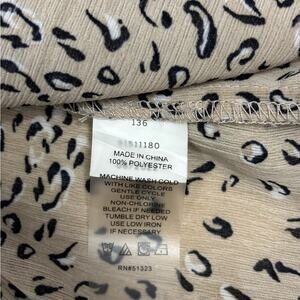 136
MADE IN CHINA
100% POLYESTER
MACHINE WASH COLD
WITH LIKE COLORS
GENTLE CYCLE
USE ONLY
NON-CHLORINE
BLEACH IF NEEDED
TUMBLE DRY LOW
USE LOW IRON
IF NECESSARY
RN#51323